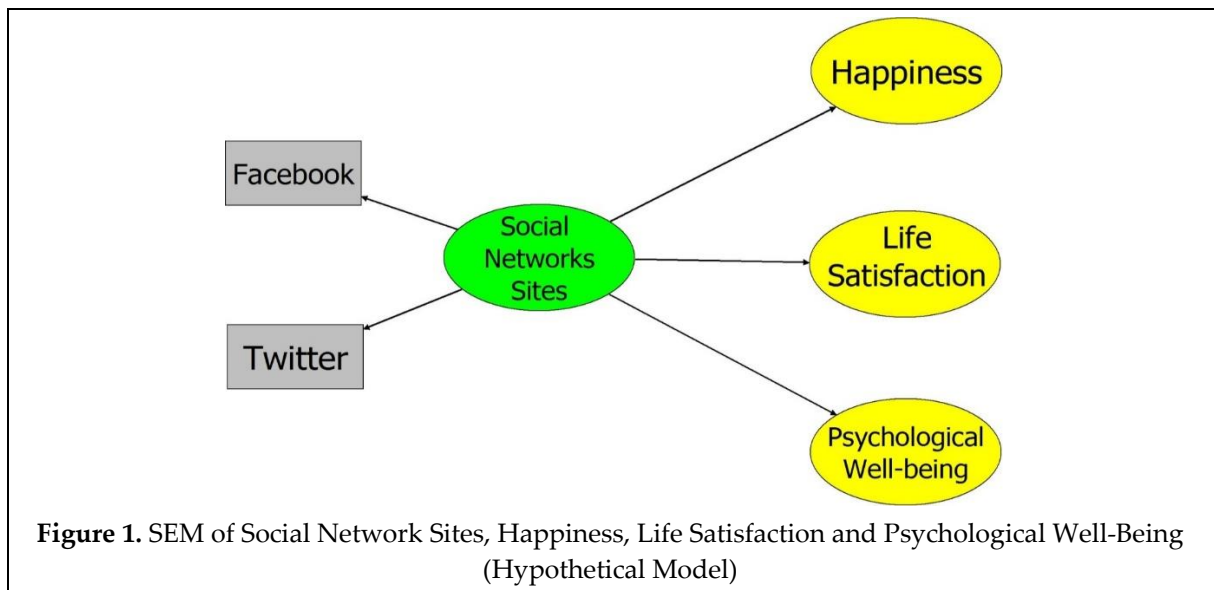 Happiness
Facebook
Social
Networks
Sites
Life
Satisfaction
Twitter
Psychological
Well-being
Figure 1. SEM of Social Network Sites, Happiness, Life Satisfaction and Psychological Well-Being
(Hypothetical Model)